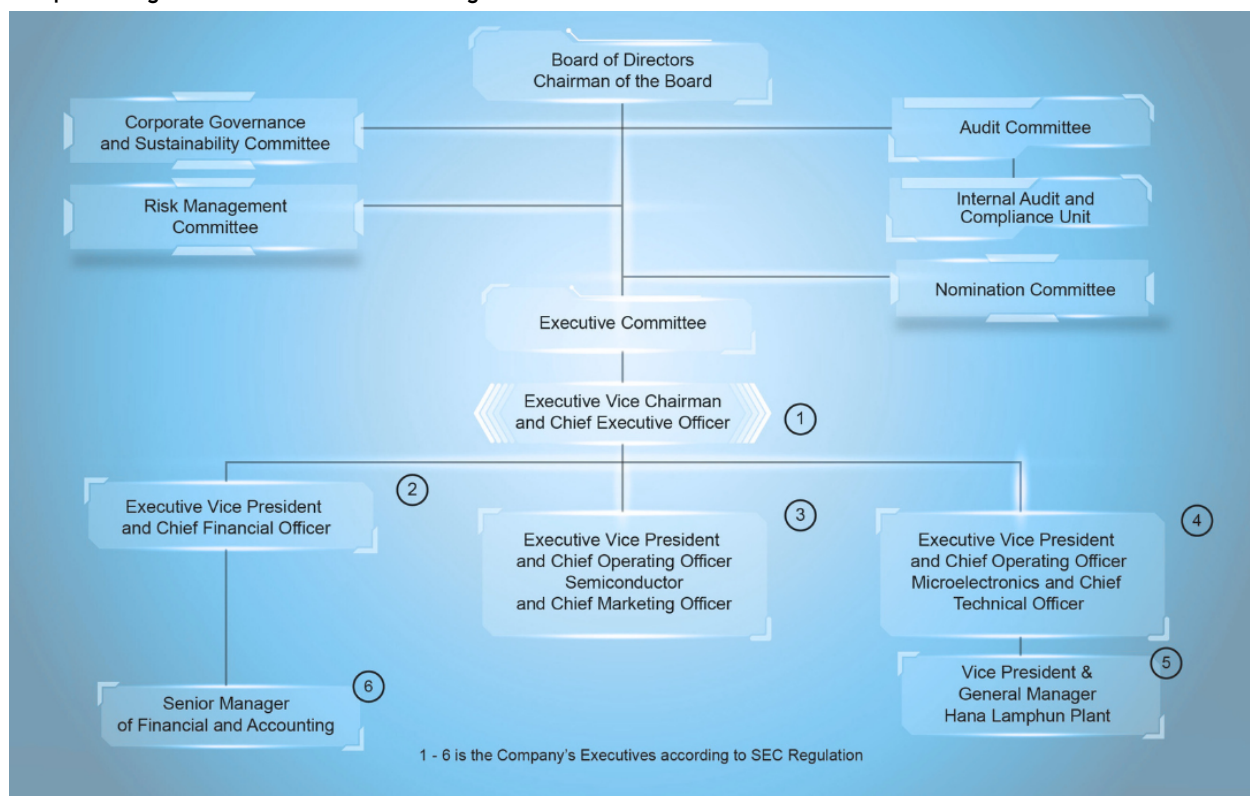 Board of Directors
Chairman of the Board
Corporate Governance
and Sustainability Committee
Audit Committee
Risk Management
Committee
Internal Audit and
Compliance Unit
Nomination Committee
Executive Committee
Executive Vice Chairman
and Chief Executive Officer
1
2
Executive Vice President
and Chief Financial Officer
3
Executive Vice President
and Chief Operating Officer
Semiconductor
and Chief Marketing Officer
4
Executive Vice President
and Chief Operating Officer
Microelectronics and Chief
Technical Officer
5
Vice President &
General Manager
Hana Lamphun Plant
6
Senior Manager
of Financial and Accounting
1 - 6 is the Company's Executives according to SEC Regulation